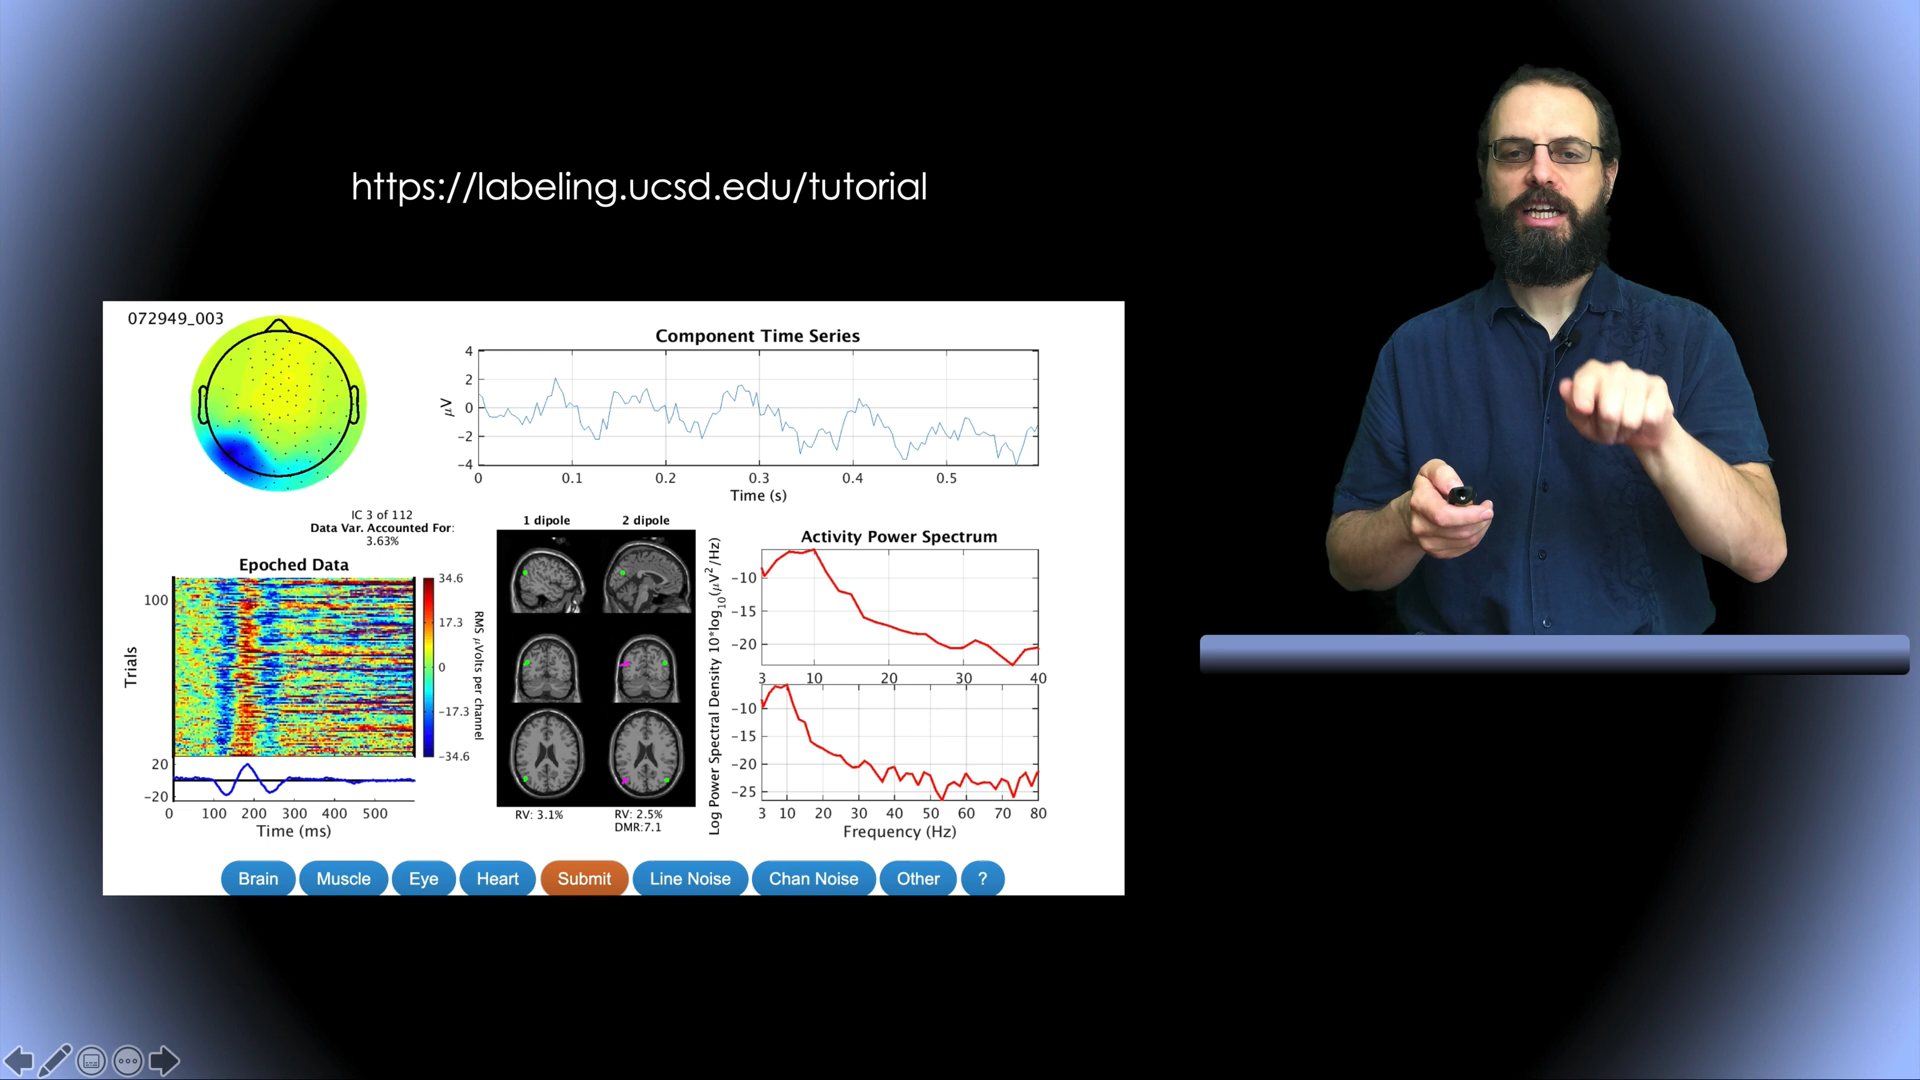 https://labeling.ucsd.edu/tutorial
072949_003
Component Time Series
4
2
0
−2
−4
μV
0 0.1 0.2 0.3 0.4 0.5
Time (s)
IC 3 of 112
Data Var. Accounted For:
3.63%
Epoched Data
100
Trials
34.6
17.3
0
−17.3
−34.6
RMS μVolts per channel
20
−20
0 100 200 300 400 500
Time (ms)
1 dipole 2 dipole
RV: 3.1% RV: 2.5%
DMR:7.1
Activity Power Spectrum
Log Power Spectral Density 10*log10(μV2/Hz)
−10
−15
−20
3 10 20 30 40
−10
−15
−20
−25
3 10 20 30 40 50 60 70 80
Frequency (Hz)
Brain Muscle Eye Heart Submit Line Noise Chan Noise Other ?